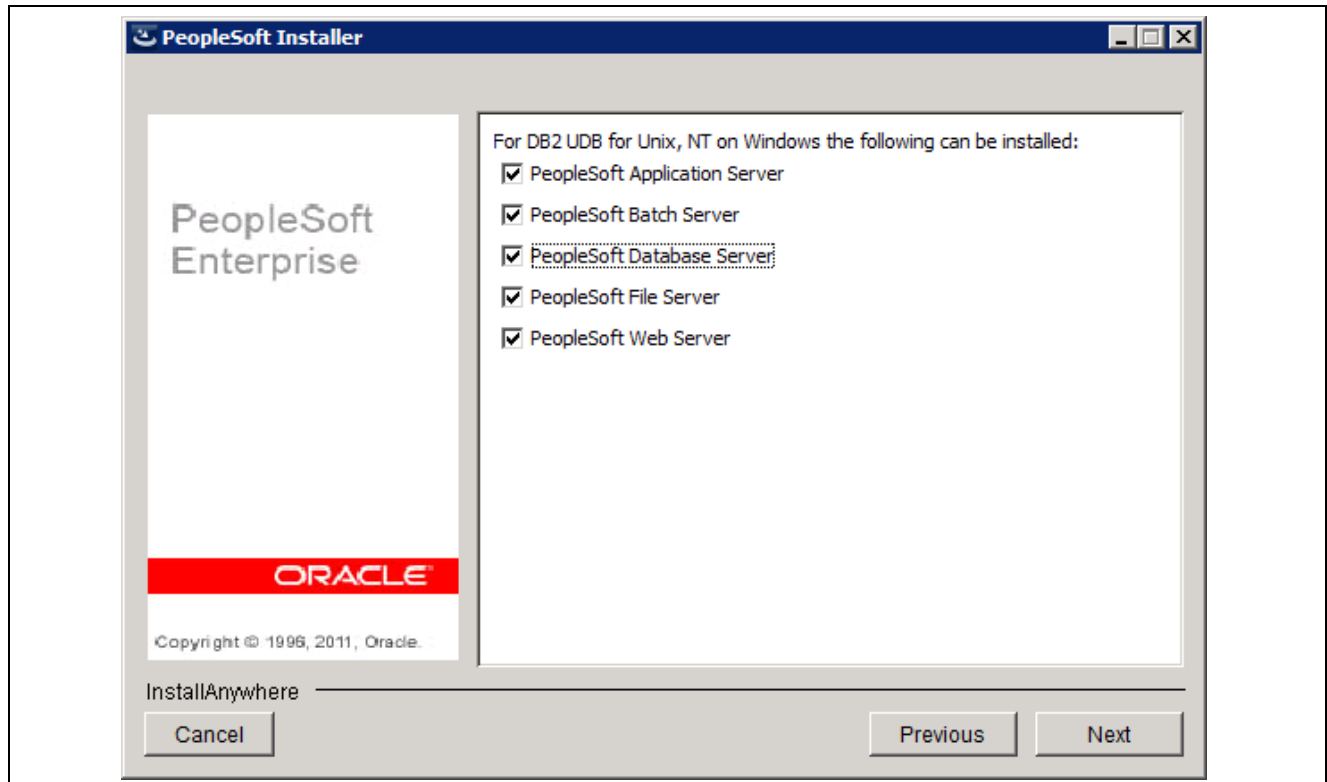 PeopleSoft Installer
For DB2 UDB for Unix, NT on Windows the following can be installed:
PeopleSoft Application Server
PeopleSoft Batch Server
PeopleSoft Database Server
PeopleSoft File Server
PeopleSoft Web Server
PeopleSoft
Enterprise
ORACLE
Copyright © 1996, 2011, Oracle.
InstallAnywhere
Cancel
Previous
Next